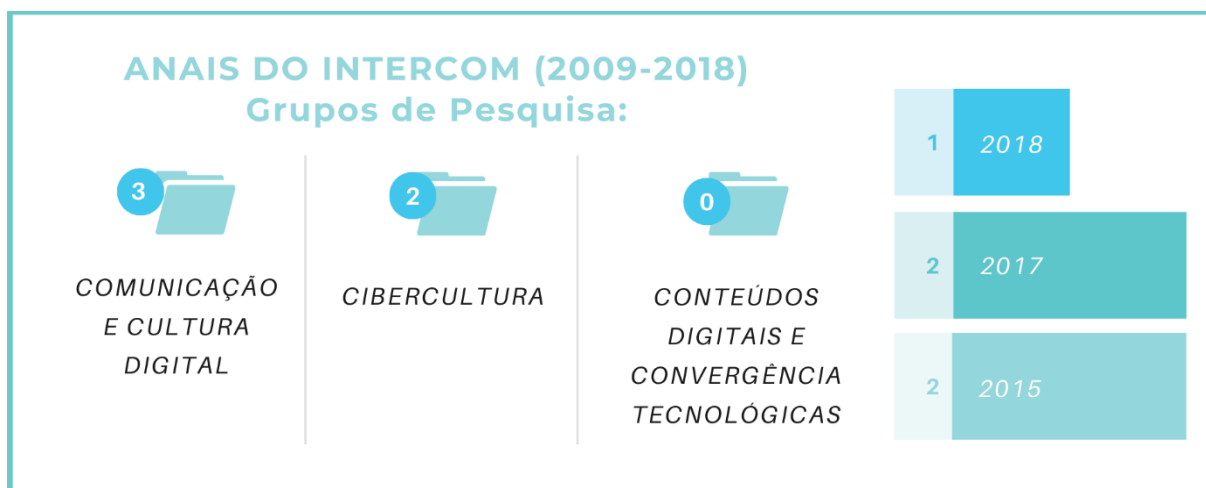 ANAIS DO INTERCOM (2009-2018)
Grupos de Pesquisa:
3
COMUNICAÇÃO
E CULTURA
DIGITAL
2
CIBERCULTURA
0
CONTEÚDOS
DIGITAIS E
CONVERGÊNCIA
TECNOLÓGICAS
1 2018
2 2017
2 2015